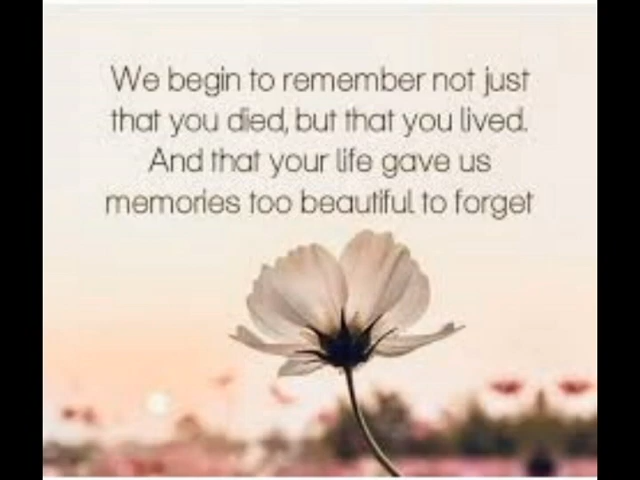 We begin to remember not just
that you died, but that you lived.
And that your life gave us
memories too beautiful to forget